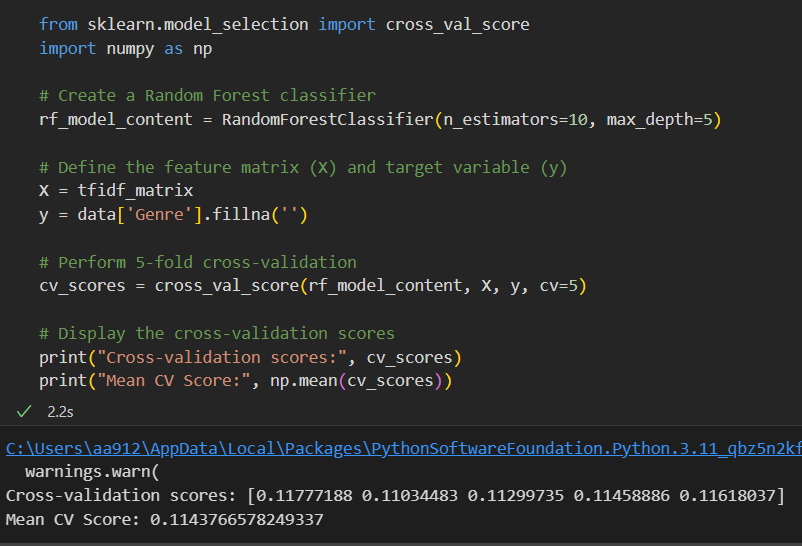 from sklearn.model_selection import cross_val_score
import numpy as np
# Create a Random Forest classifier
rf_model_content = RandomForestClassifier(n_estimators=10, max_depth=5)
# Define the feature matrix (X) and target variable (y)
X = tfidf_matrix
y = data['Genre'].fillna('')
# Perform 5-fold cross-validation
cv_scores = cross_val_score(rf_model_content, X, y, cv=5)
# Display the cross-validation scores
print("Cross-validation scores:", cv_scores)
print("Mean CV Score:", np.mean(cv_scores))
2.2s
C:\Users\aa912\AppData\Local\Packages\PythonSoftwareFoundation.Python.3.11_qbz5n2kf
warnings.warn(
Cross-validation scores: [0.11777188 0.11034483 0.11299735 0.11458886 0.11618037]
Mean CV Score: 0.1143766578249337